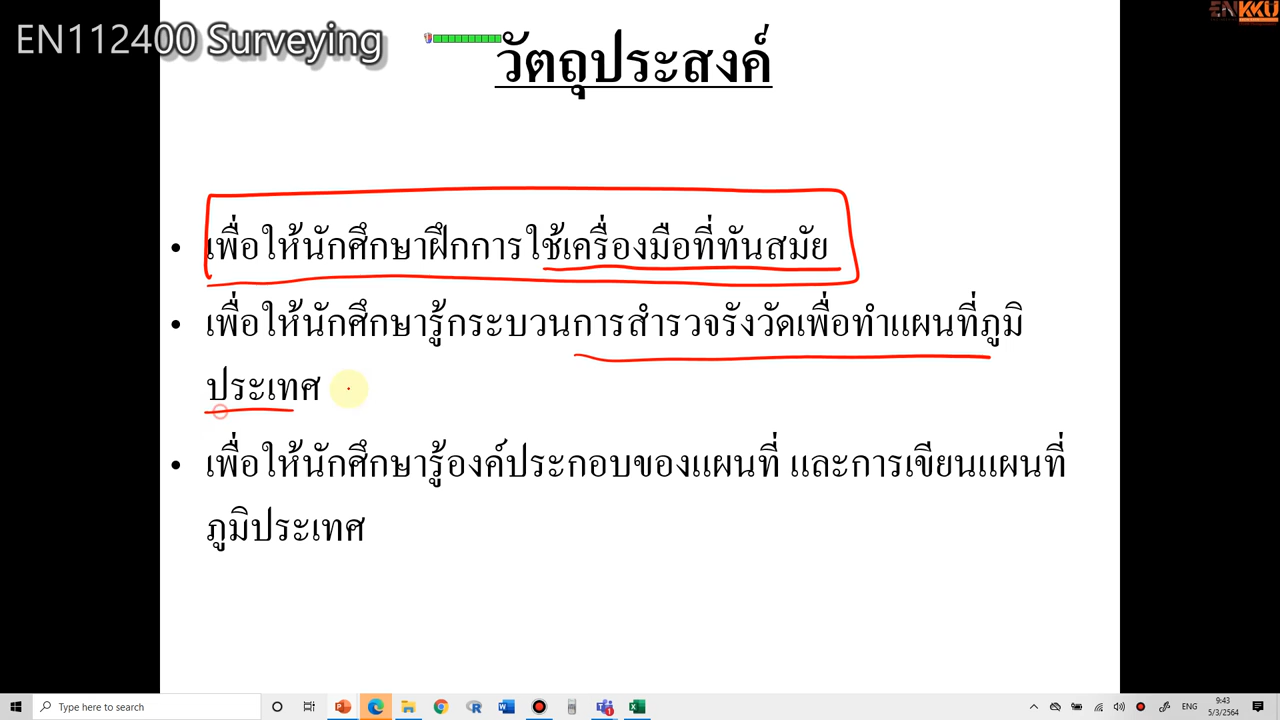 EN112400 Surveying
ENKKU
วัตถุประสงค์
• เพื่อให้นักศึกษาฝึกการใช้เครื่องมือที่ทันสมัย
• เพื่อให้นักศึกษารู้กระบวนการสำรวจรังวัดเพื่อทำแผนที่ภูมิ
ประเทศ
• เพื่อให้นักศึกษารู้องค์ประกอบของแผนที่ และการเขียนแผนที่
ภูมิประเทศ
Type here to search
ENG
9:43
5/3/2564